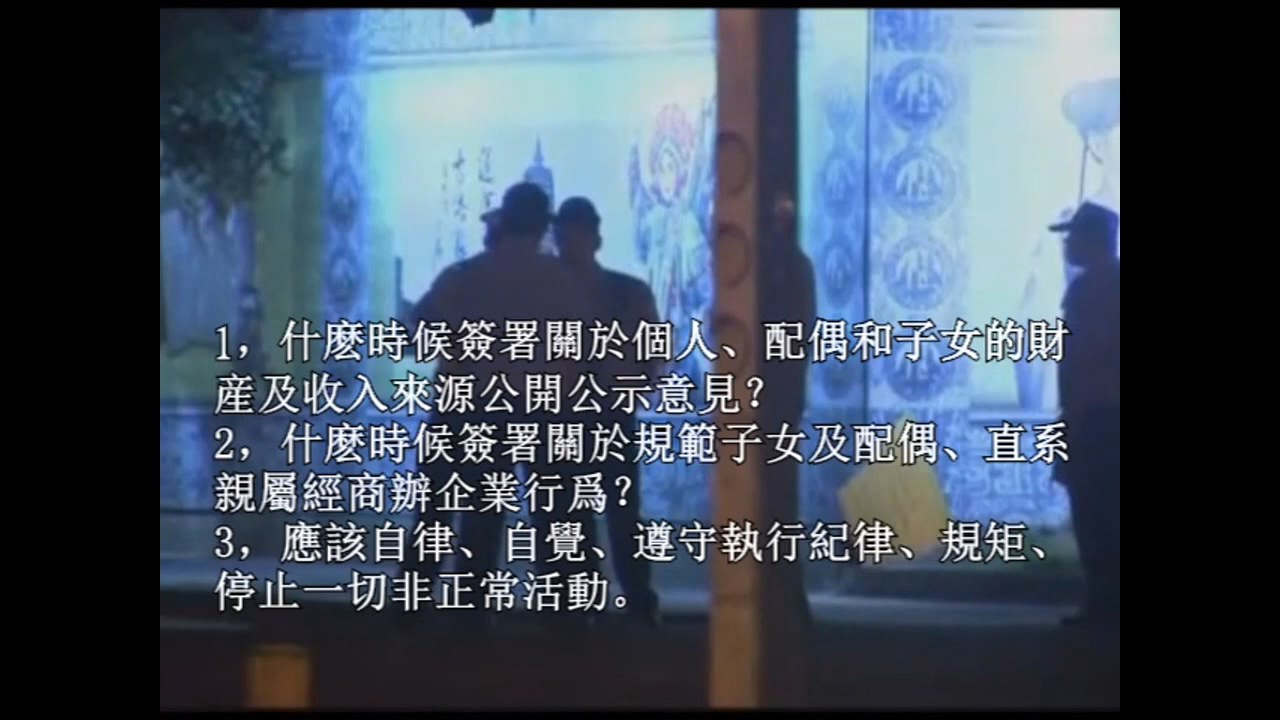 1，什麽時候簽署關於個人、配偶和子女的財
産及收入來源公開公示意見？
2，什麽時候簽署關於規範子女及配偶、直系
親屬經商辦企業行爲？
3，應該自律、自覺、遵守執行紀律、規矩、
停止一切非正常活動。